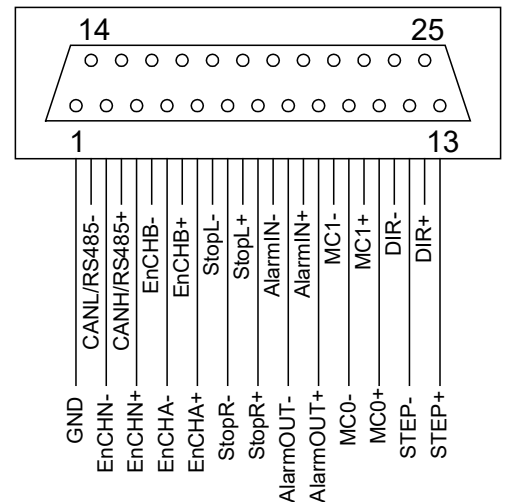 14 25
1 13
CANL/RS485-
CANH/RS485+
EnCHB-
EnCHB+
StopL-
StopL+
AlarmIN-
AlarmIN+
MC1-
MC1+
DIR-
DIR+
GND
EnCHN-
EnCHN+
EnCHA-
EnCHA+
StopR-
StopR+
AlarmOUT-
AlarmOUT+
MC0-
MC0+
STEP-
STEP+